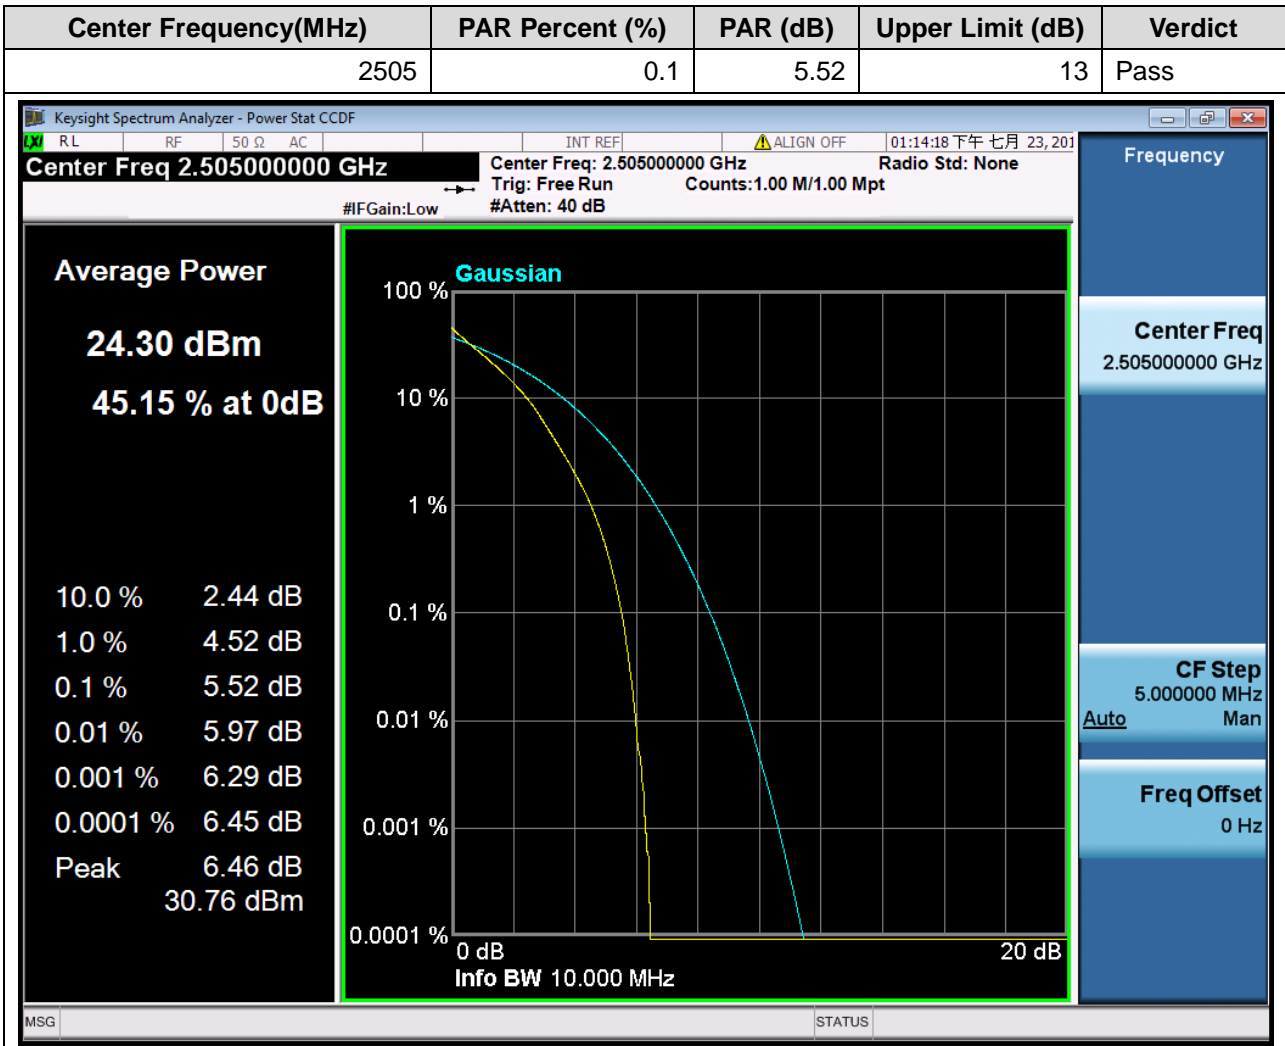 Center Frequency(MHz) PAR Percent (%) PAR (dB) Upper Limit (dB) Verdict
2505 0.1 5.52 13 Pass
Keysight Spectrum Analyzer - Power Stat CCDF
LXI RL RF 50 Ω AC INT REF ALIGN OFF 01:14:18 下午 七月 23, 201
Center Freq 2.505000000 GHz
Center Freq: 2.505000000 GHz Radio Std: None
Trig: Free Run Counts:1.00 M/1.00 Mpt
#IFGain:Low #Atten: 40 dB
Average Power
24.30 dBm
45.15 % at 0dB
10.0 % 2.44 dB
1.0 % 4.52 dB
0.1 % 5.52 dB
0.01 % 5.97 dB
0.001 % 6.29 dB
0.0001 % 6.45 dB
Peak 6.46 dB
30.76 dBm
Gaussian
100 %
10 %
1 %
0.1 %
0.01 %
0.001 %
0.0001 %
0 dB 20 dB
Info BW 10.000 MHz
Frequency
Center Freq
2.505000000 GHz
CF Step
5.000000 MHz
Auto Man
Freq Offset
0 Hz
MSG STATUS